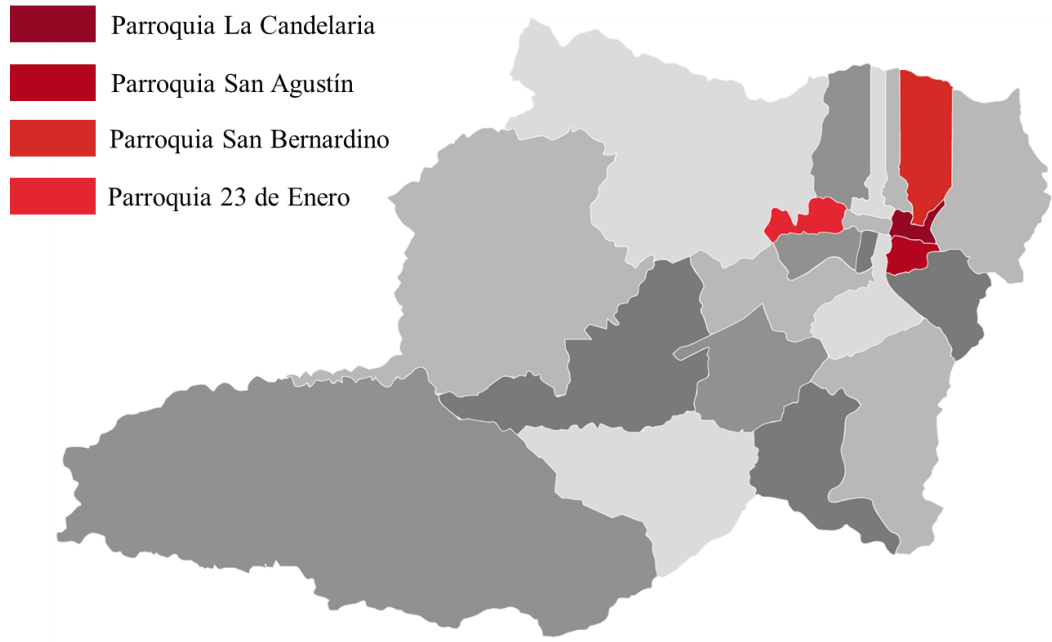 Parroquia La Candelaria
Parroquia San Agustín
Parroquia San Bernardino
Parroquia 23 de Enero